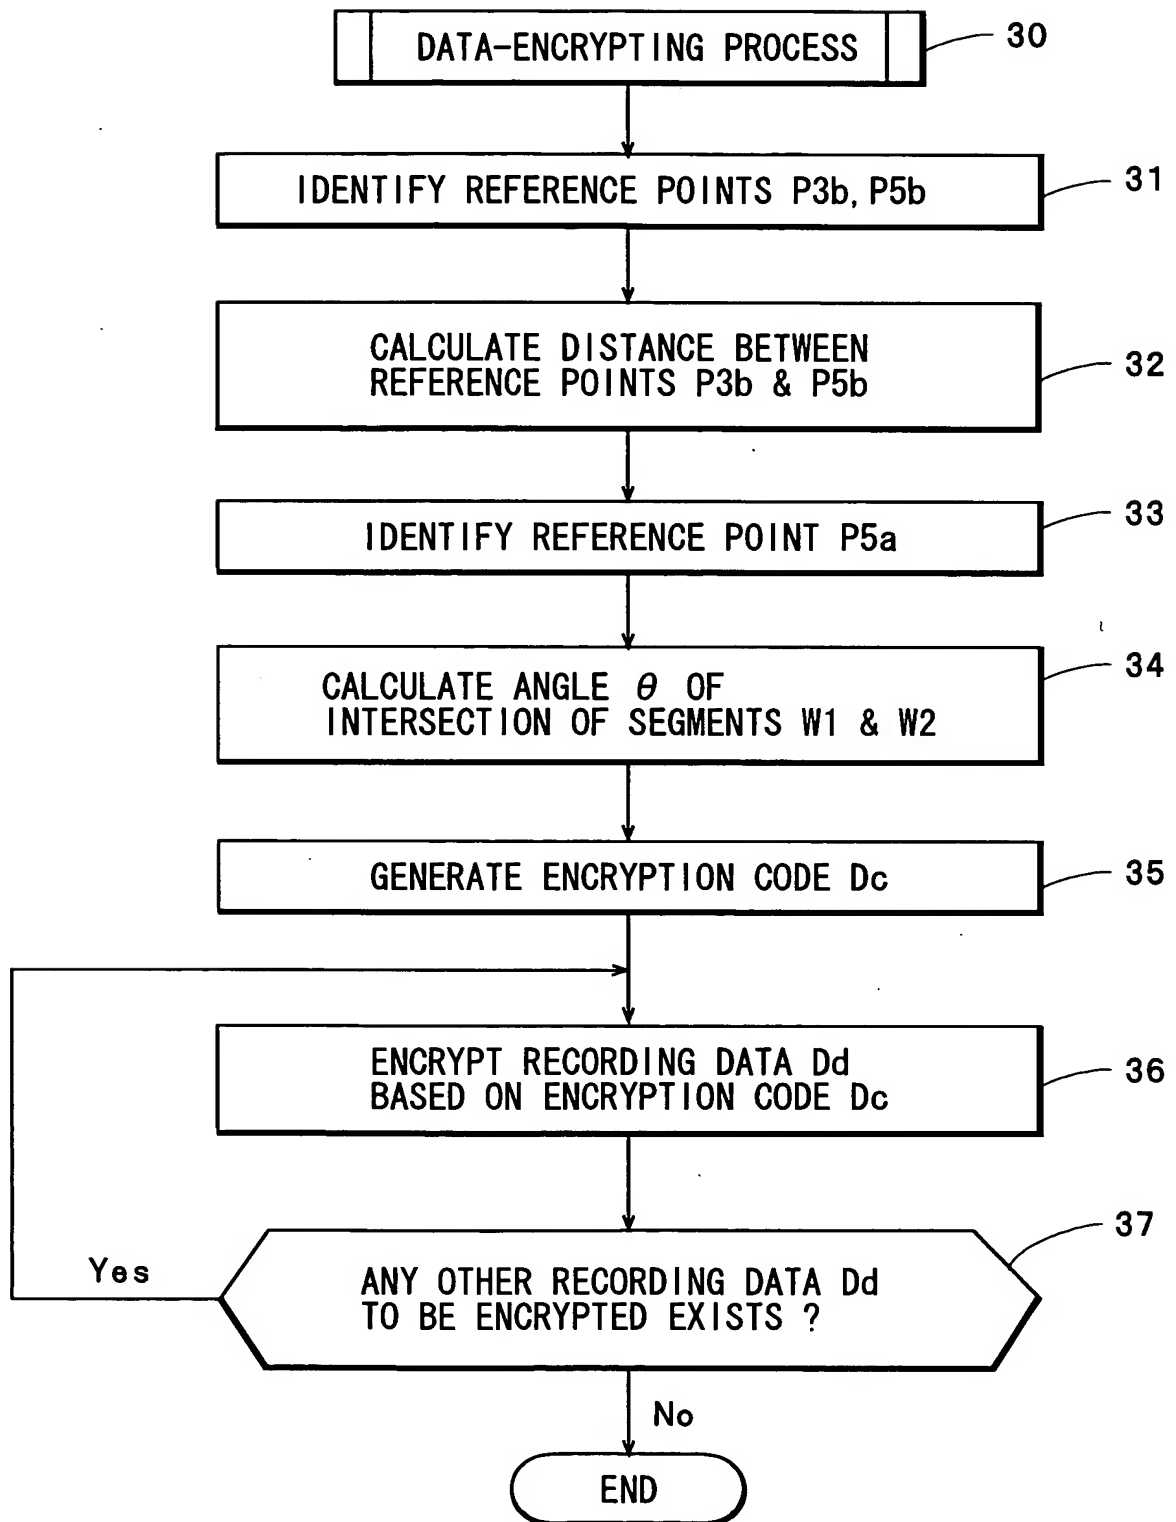 DATA-ENCRYPTING PROCESS
30
IDENTIFY REFERENCE POINTS P3b, P5b
31
CALCULATE DISTANCE BETWEEN
REFERENCE POINTS P3b & P5b
32
IDENTIFY REFERENCE POINT P5a
33
CALCULATE ANGLE θ OF
INTERSECTION OF SEGMENTS W1 & W2
34
GENERATE ENCRYPTION CODE Dc
35
ENCRYPT RECORDING DATA Dd
BASED ON ENCRYPTION CODE Dc
36
37
Yes
ANY OTHER RECORDING DATA Dd
TO BE ENCRYPTED EXISTS ?
No
END